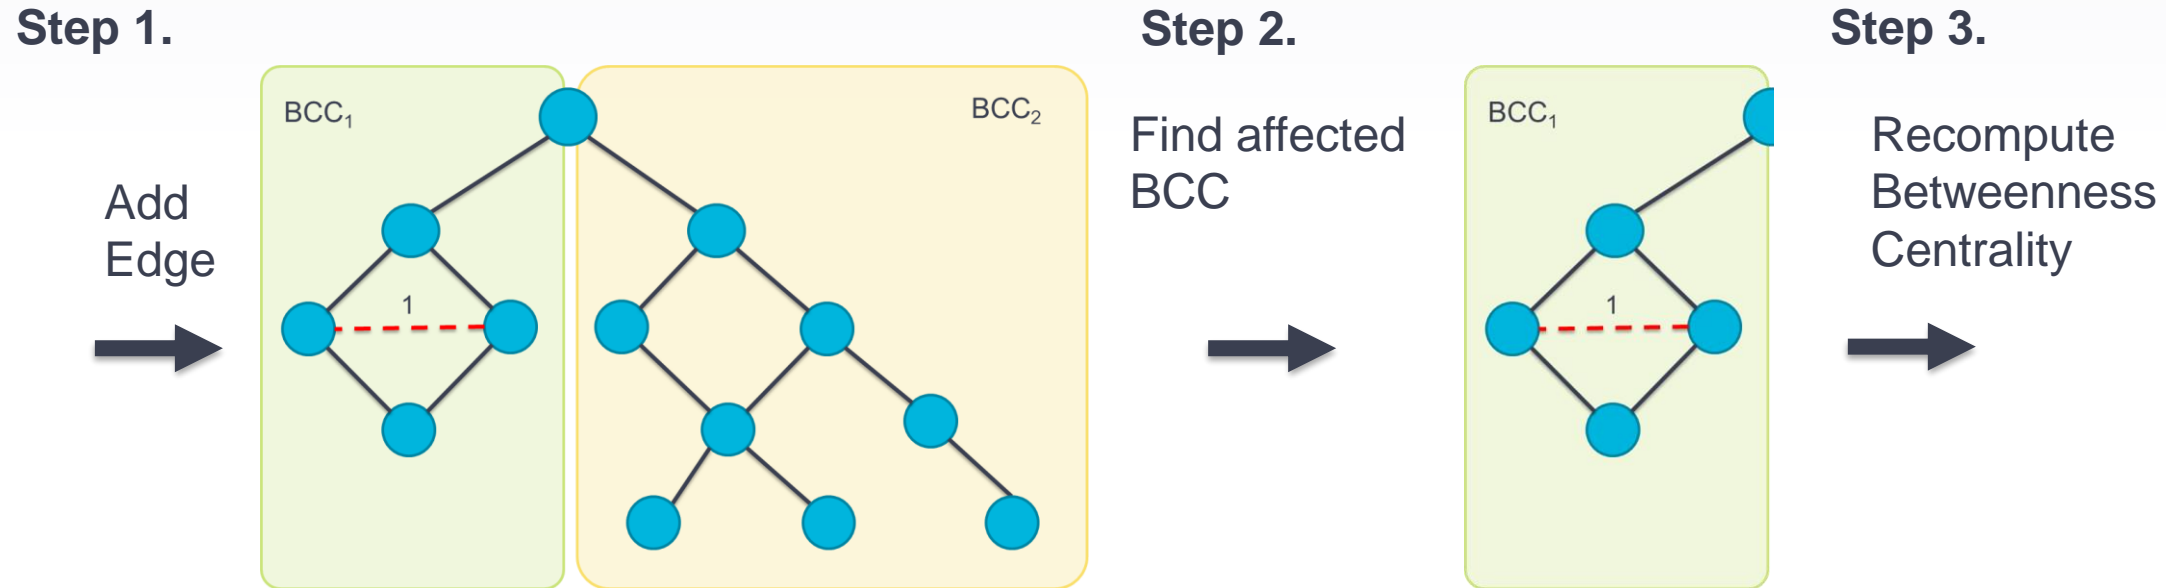 Step 1.
Add
Edge
BCC₁
1
BCC₂
Step 2.
Find affected
BCC
BCC₁
1
Step 3.
Recompute
Betweenness
Centrality